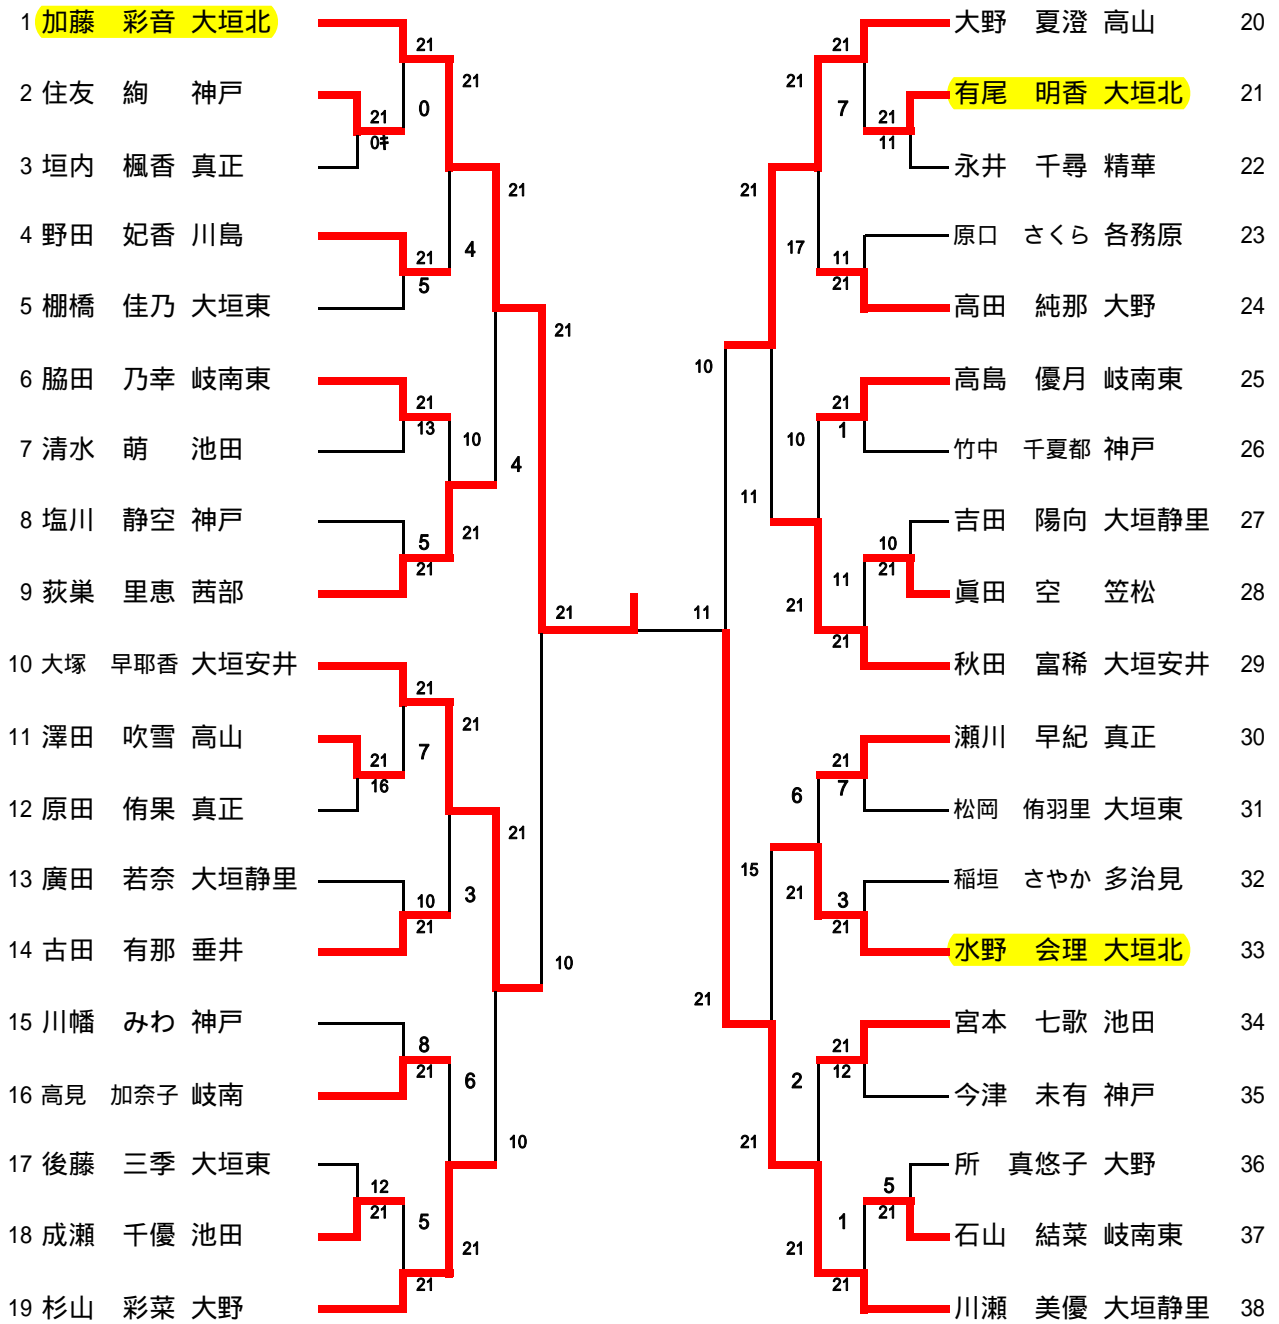 1 加藤 彩音 大垣北
2 住友 絢 神戸
3 垣内 楓香 真正
4 野田 妃香 川島
5 棚橋 佳乃 大垣東
6 脇田 乃幸 岐南東
7 清水 萌 池田
8 塩川 静空 神戸
9 荻巣 里恵 茜部
10 大塚 早耶香 大垣安井
11 澤田 吹雪 高山
12 原田 侑果 真正
13 廣田 若奈 大垣静里
14 古田 有那 垂井
15 川幡 みわ 神戸
16 高見 加奈子 岐南
17 後藤 三季 大垣東
18 成瀬 千優 池田
19 杉山 彩菜 大野
21
0
21
0キ
21
5
21
4
21
13
5
21
10
21
21
4
21
7
21
16
10
21
21
3
8
21
12
21
5
21
6
21
21
10
21
10
21
11
10
21
21
11
15
21
21
17
10
21
6
21
2
21
21
7
21
11
11
21
21
1
10
21
11
21
21
7
3
21
21
12
5
21
1
21
大野 夏澄 高山 20
有尾 明香 大垣北 21
永井 千尋 精華 22
原口 さくら 各務原 23
高田 純那 大野 24
高島 優月 岐南東 25
竹中 千夏都 神戸 26
吉田 陽向 大垣静里 27
眞田 空 笠松 28
秋田 富稀 大垣安井 29
瀬川 早紀 真正 30
松岡 侑羽里 大垣東 31
稲垣 さやか 多治見 32
水野 会理 大垣北 33
宮本 七歌 池田 34
今津 未有 神戸 35
所 真悠子 大野 36
石山 結菜 岐南東 37
川瀬 美優 大垣静里 38